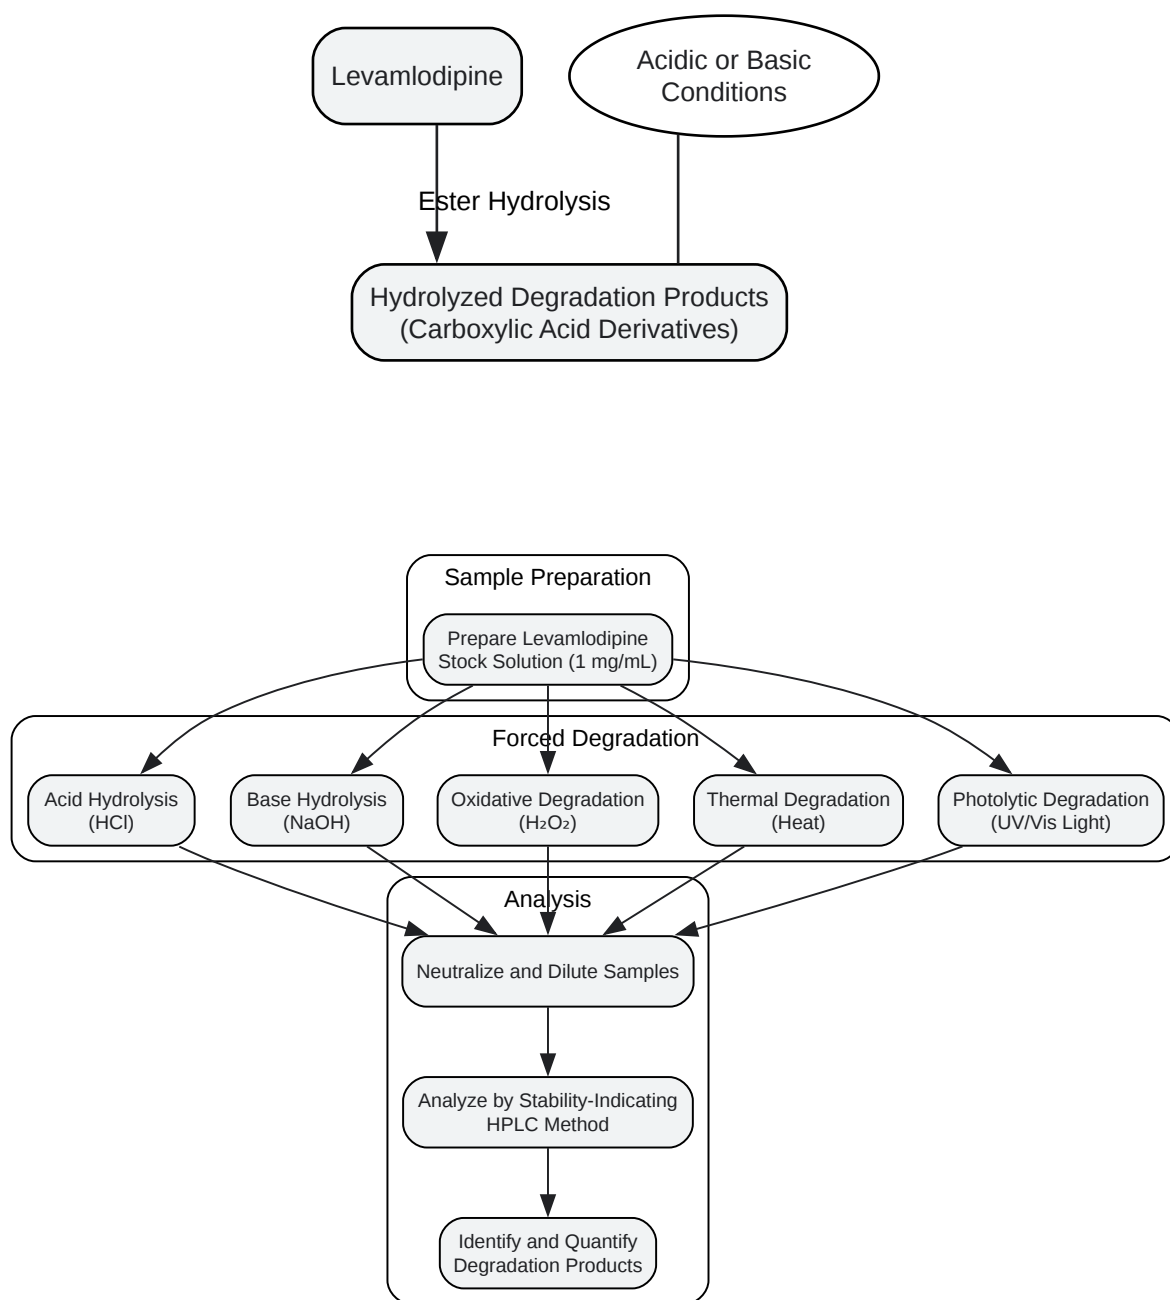 Levamlodipine
Acidic or Basic
Conditions
Ester Hydrolysis
Hydrolyzed Degradation Products
(Carboxylic Acid Derivatives)
Sample Preparation
Prepare Levamlodipine
Stock Solution (1 mg/mL)
Forced Degradation
Acid Hydrolysis
(HCl)
Base Hydrolysis
(NaOH)
Oxidative Degradation
(H₂O₂)
Thermal Degradation
(Heat)
Photolytic Degradation
(UV/Vis Light)
Analysis
Neutralize and Dilute Samples
Analyze by Stability-Indicating
HPLC Method
Identify and Quantify
Degradation Products